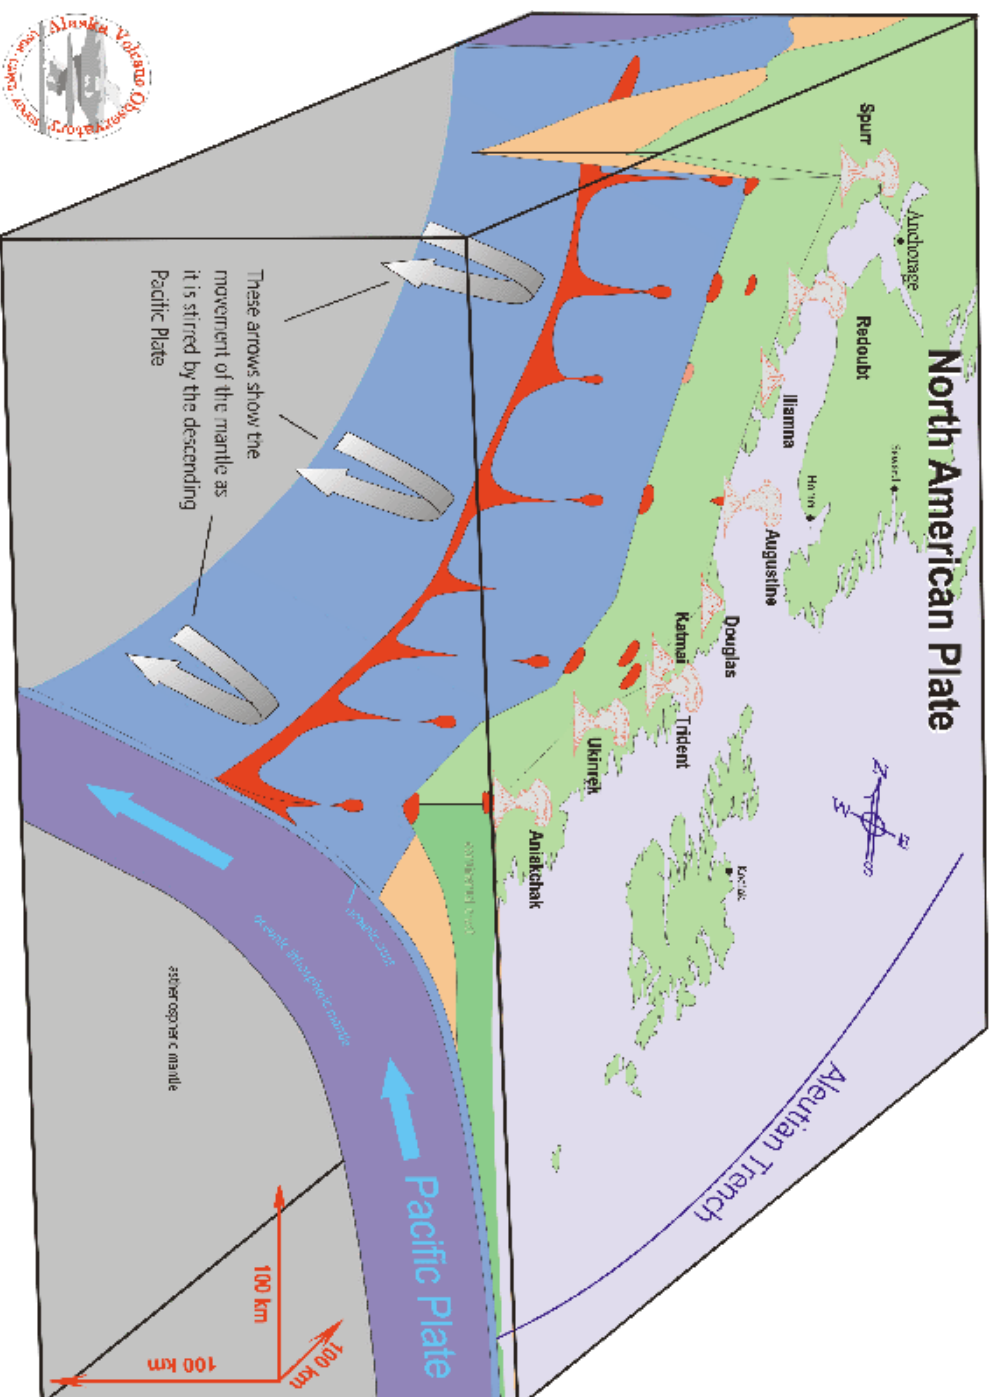 Alaska Volcano Observatory
North American Plate
Spurr
Anchorage
Redoubt
Iliamna
Seward
Homer
Augustine
Douglas
Katmai
Trident
Ukinrek
Aniakchak
Kodiak
N
E
S
W
Aleutian Trench
These arrows show the
movement of the mantle as
it is stirred by the descending
Pacific Plate
oceanic crust
oceanic lithospheric mantle
asthenospheric mantle
Pacific Plate
100 km
100 km
100 km